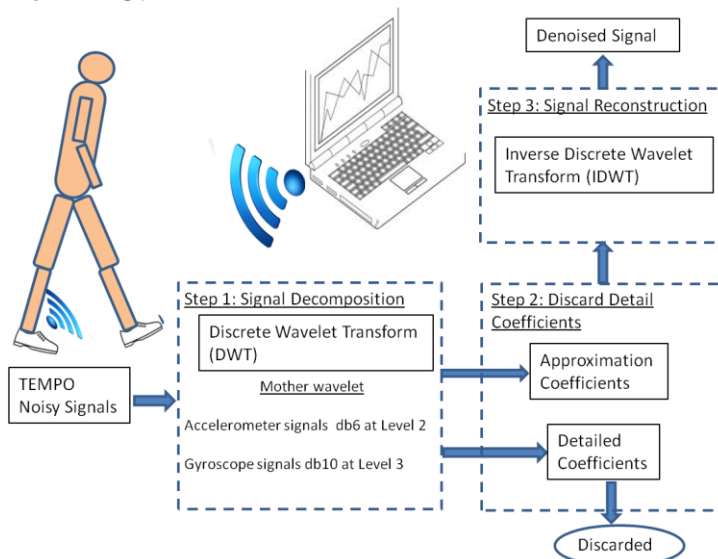 Denoised Signal
Step 3: Signal Reconstruction
Inverse Discrete Wavelet
Transform (IDWT)
Step 1: Signal Decomposition
Discrete Wavelet Transform
(DWT)
Mother wavelet
Accelerometer signals db6 at Level 2
Gyroscope signals db10 at Level 3
TEMPO
Noisy Signals
Step 2: Discard Detail
Coefficients
Approximation
Coefficients
Detailed
Coefficients
Discarded